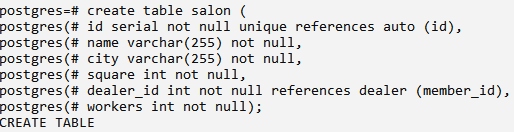 postgres=# create table salon (
postgres(# id serial not null unique references auto (id),
postgres(# name varchar(255) not null,
postgres(# city varchar(255) not null,
postgres(# square int not null,
postgres(# dealer_id int not null references dealer (member_id),
postgres(# workers int not null);
CREATE TABLE